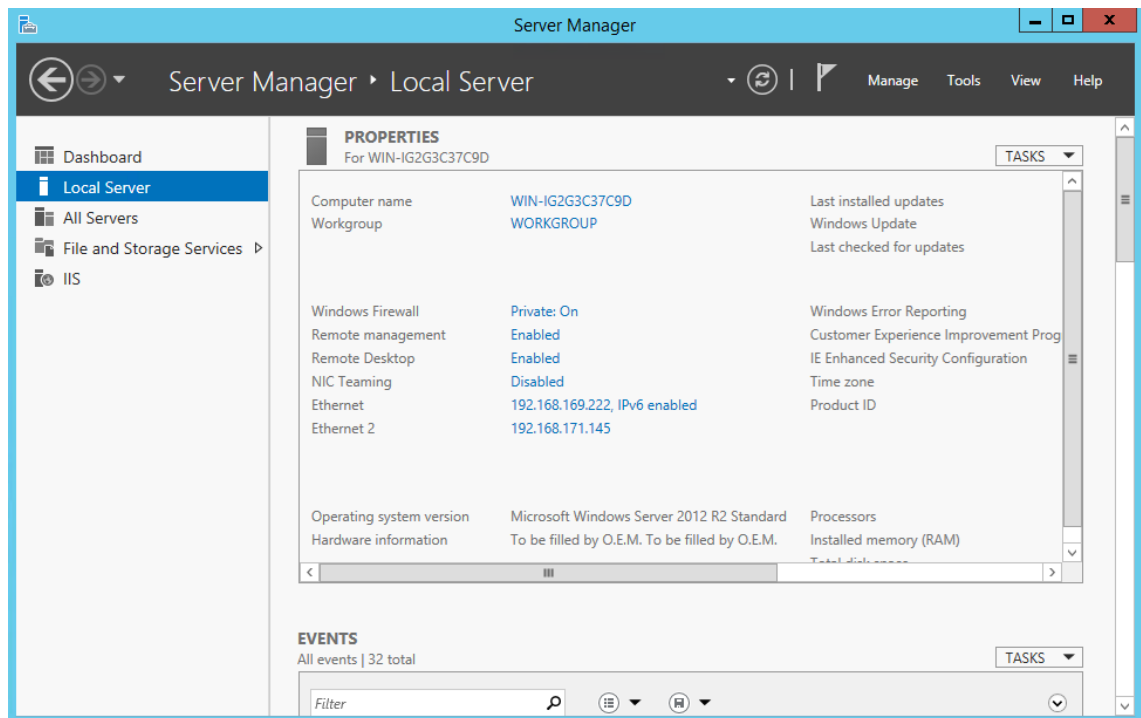 Server Manager
Server Manager ‣ Local Server
Manage Tools View Help
Dashboard
Local Server
All Servers
File and Storage Services
IIS
PROPERTIES
For WIN-IG2G3C37C9D
TASKS
Computer name WIN-IG2G3C37C9D Last installed updates
Workgroup WORKGROUP Windows Update
Last checked for updates
Windows Firewall Private: On Windows Error Reporting
Remote management Enabled Customer Experience Improvement Prog
Remote Desktop Enabled IE Enhanced Security Configuration
NIC Teaming Disabled Time zone
Ethernet 192.168.169.222, IPv6 enabled Product ID
Ethernet 2 192.168.171.145
Operating system version Microsoft Windows Server 2012 R2 Standard Processors
Hardware information To be filled by O.E.M. To be filled by O.E.M. Installed memory (RAM)
Total disk space
EVENTS
All events | 32 total
TASKS
Filter